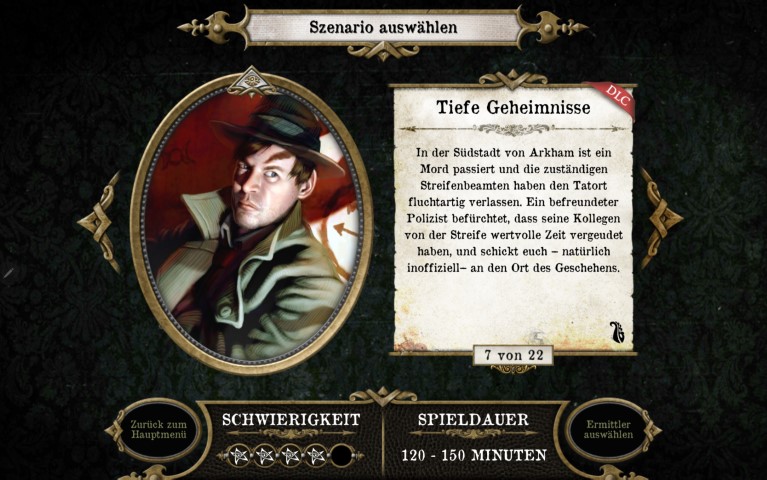 Szenario auswählen
Tiefe Geheimnisse
DLC
In der Südstadt von Arkham ist ein
Mord passiert und die zuständigen
Streifenbeamten haben den Tatort
fluchtartig verlassen. Ein befreundeter
Polizist befürchtet, dass seine Kollegen
von der Streife wertvolle Zeit vergeudet
haben, und schickt euch – natürlich
inoffiziell– an den Ort des Geschehens.
7 von 22
Zurück zum
Hauptmenü
SCHWIERIGKEIT
SPIELDAUER
120 - 150 MINUTEN
Ermittler
auswählen